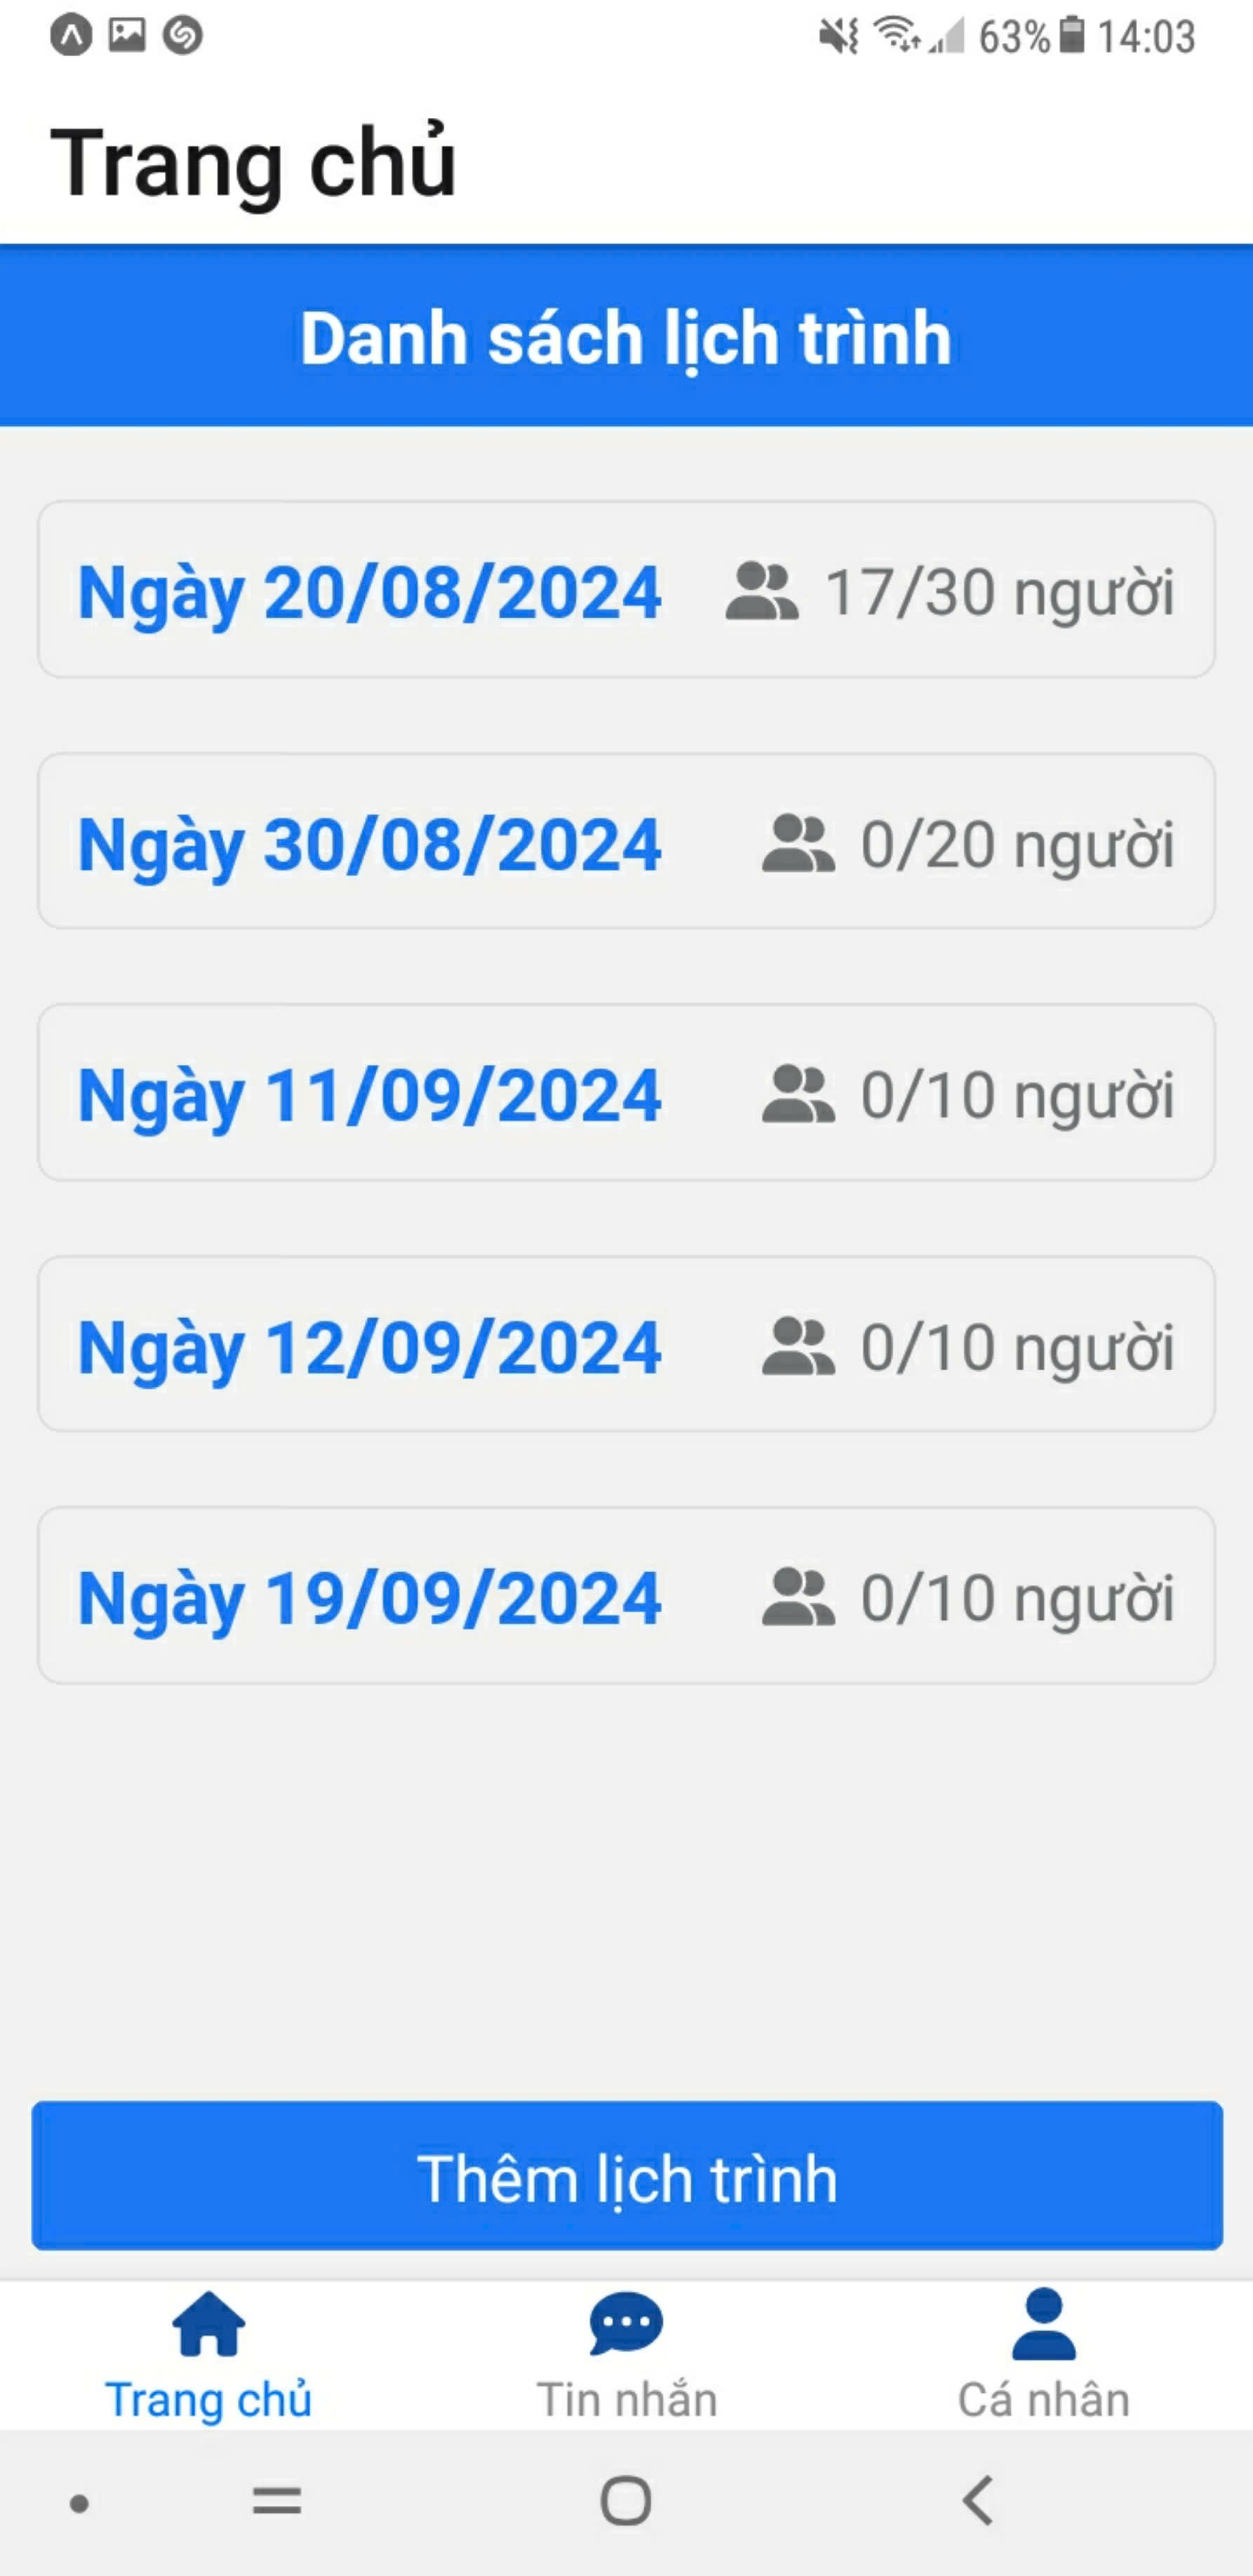 63% 14:03
Trang chủ
Danh sách lịch trình
Ngày 20/08/2024 17/30 người
Ngày 30/08/2024 0/20 người
Ngày 11/09/2024 0/10 người
Ngày 12/09/2024 0/10 người
Ngày 19/09/2024 0/10 người
Thêm lịch trình
Trang chủ Tin nhắn Cá nhân